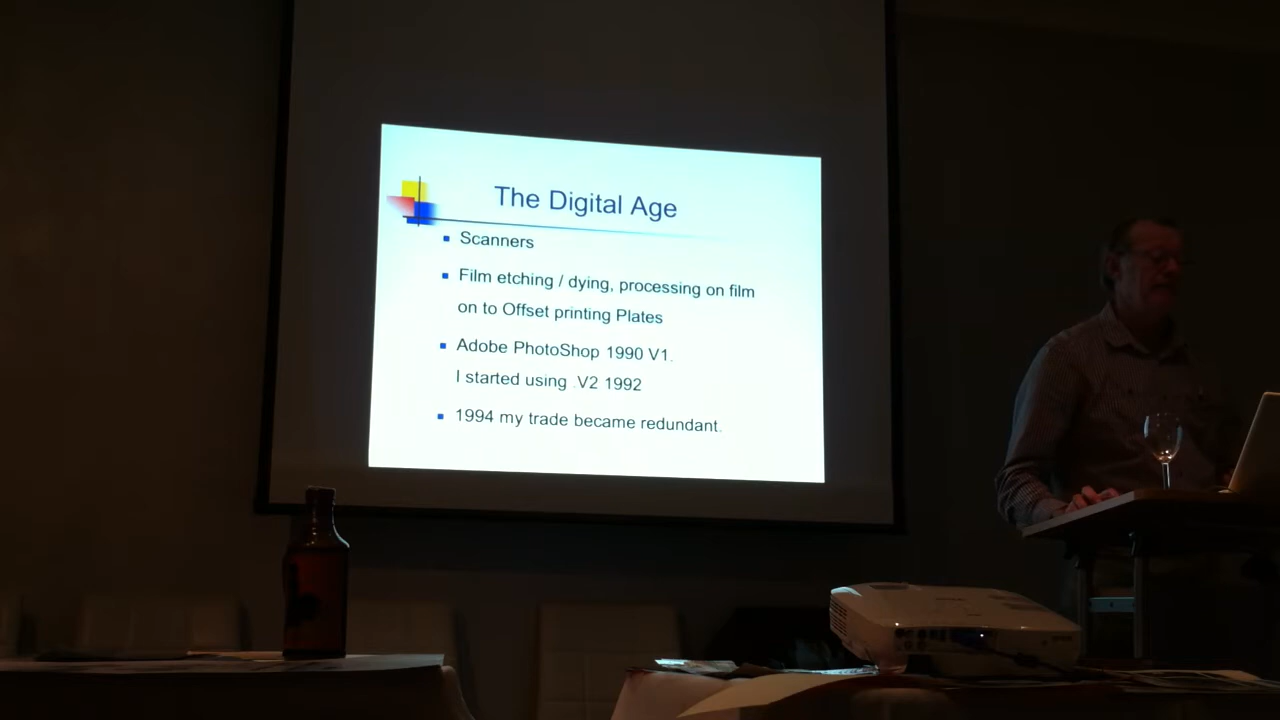 The Digital Age
Scanners
Film etching / dying, processing on film
on to Offset printing Plates
Adobe PhotoShop 1990 V1.
I started using .V2 1992
1994 my trade became redundant.